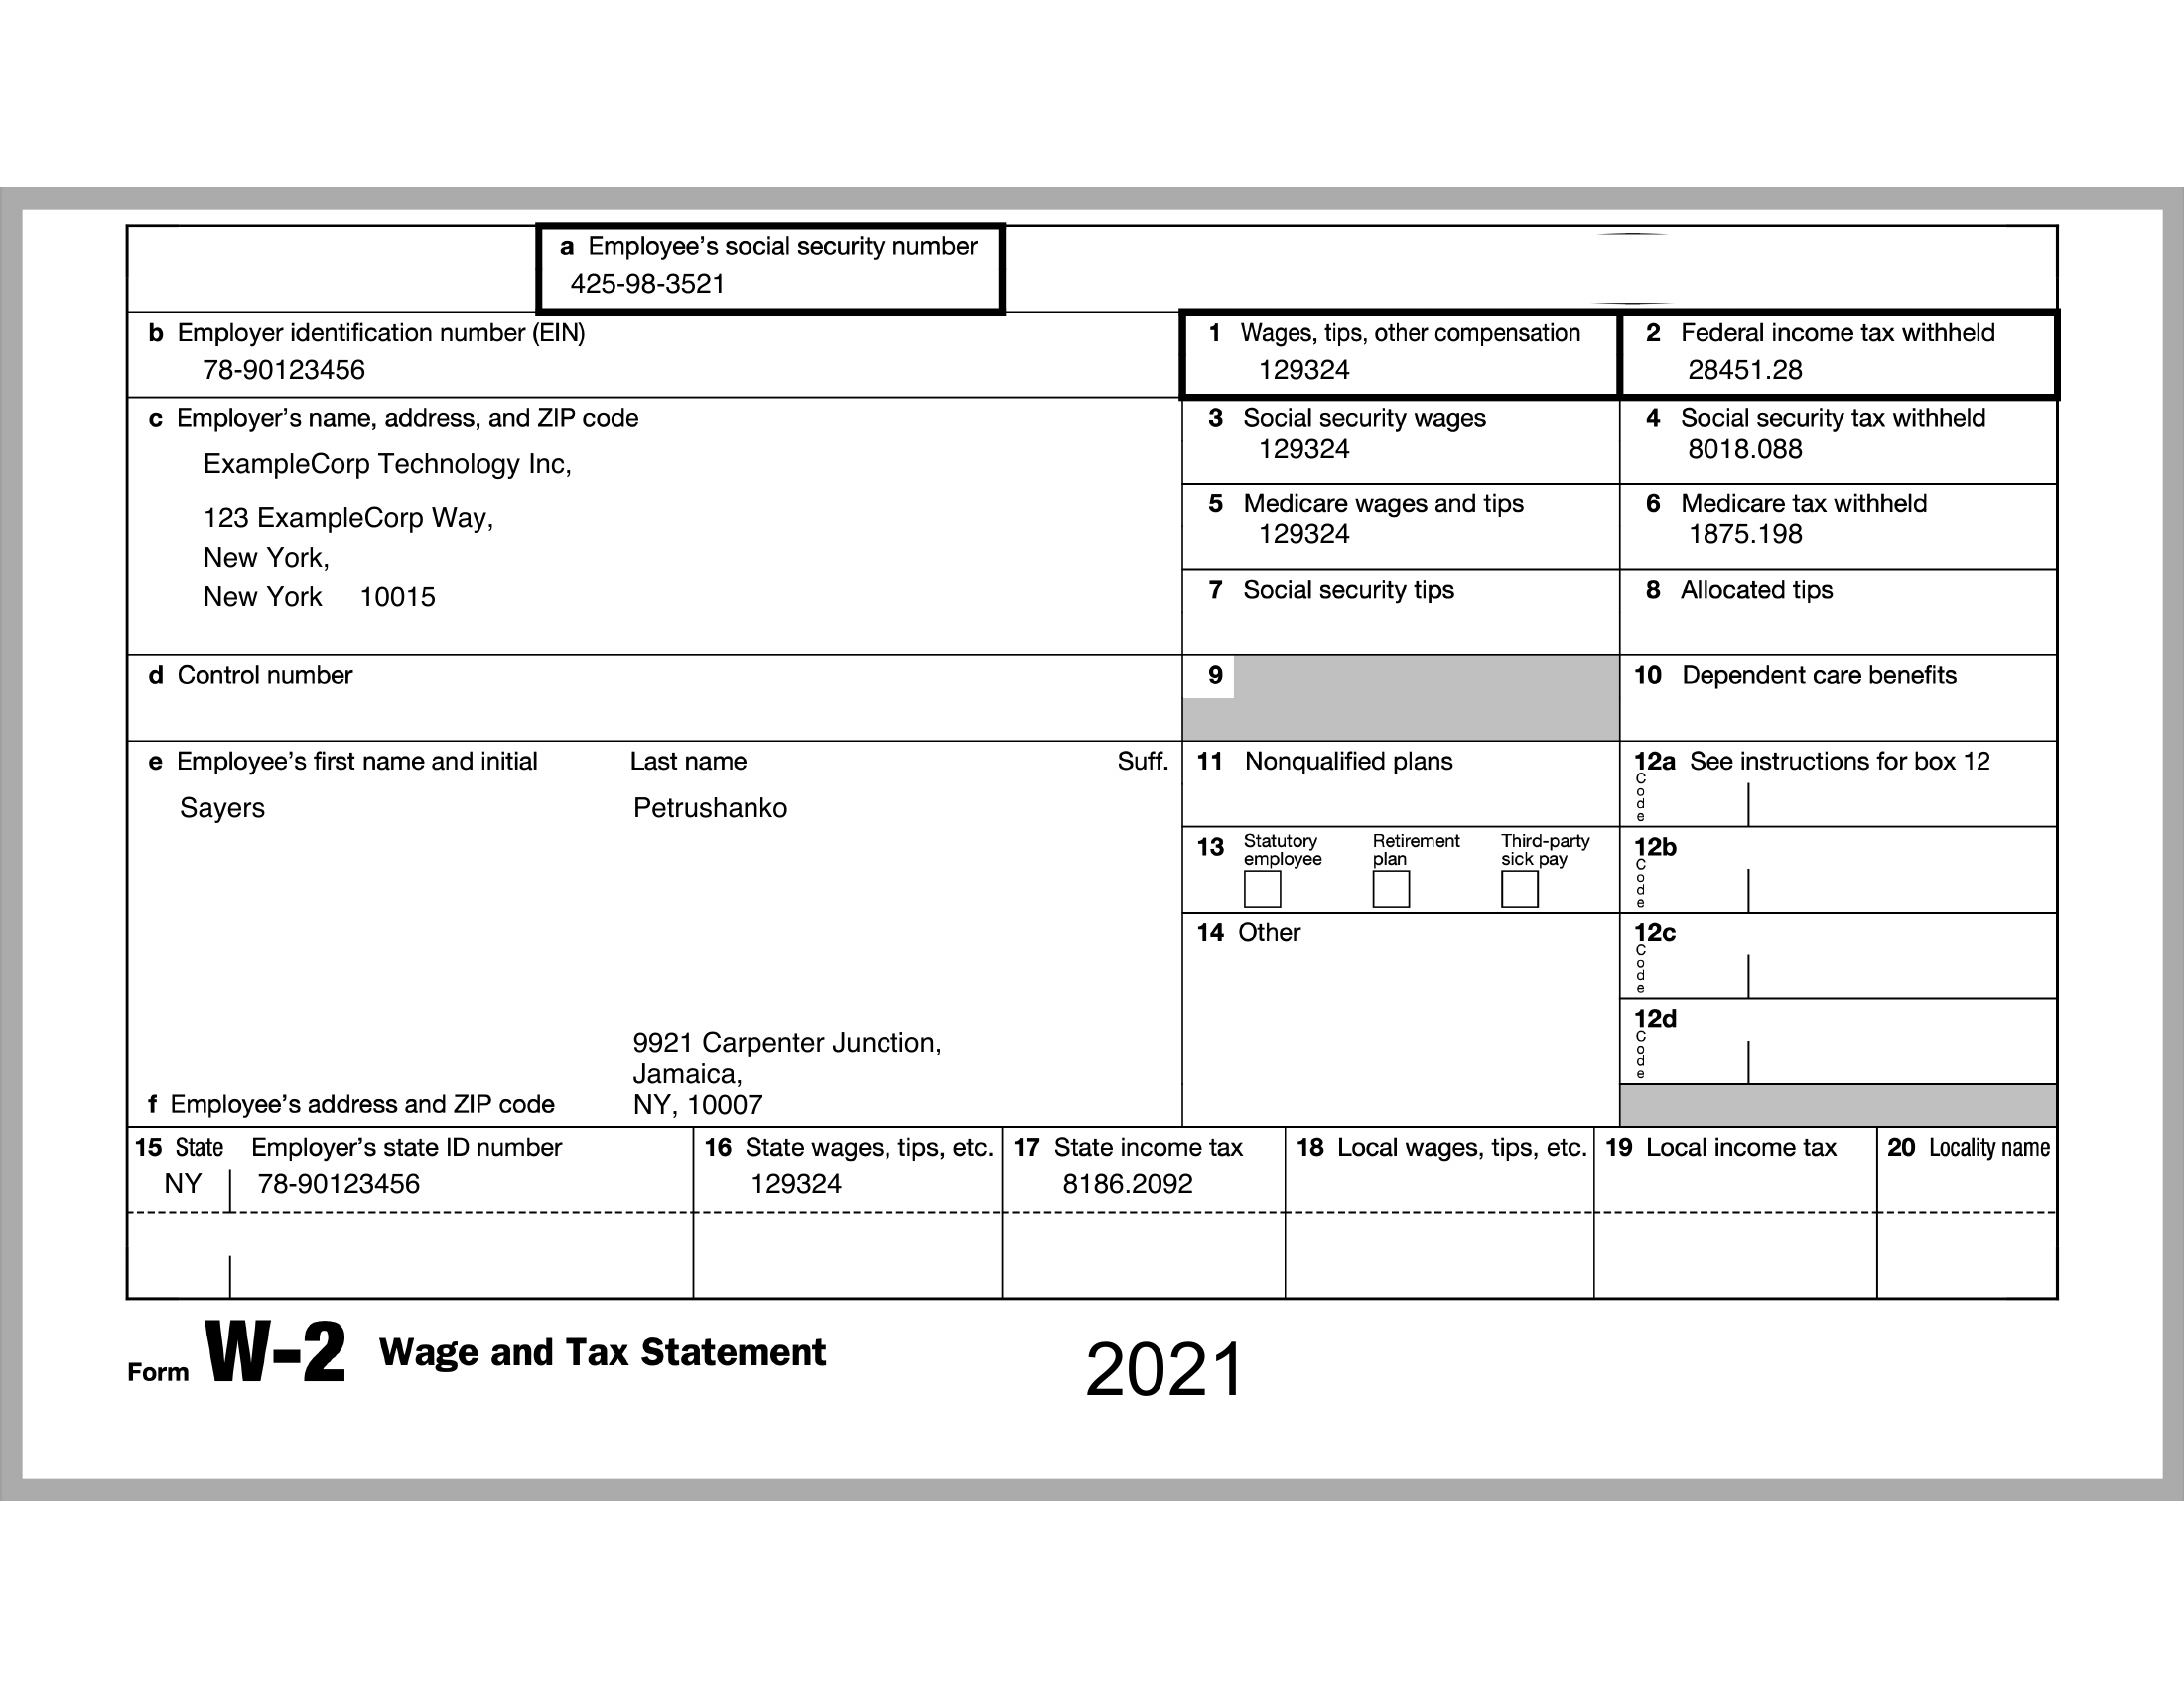 a Employee's social security number
425-98-3521
b Employer identification number (EIN)
78-90123456
1 Wages, tips, other compensation
129324
2 Federal income tax withheld
28451.28
c Employer's name, address, and ZIP code
ExampleCorp Technology Inc,
123 ExampleCorp Way,
New York,
New York 10015
3 Social security wages
129324
4 Social security tax withheld
8018.088
5 Medicare wages and tips
129324
6 Medicare tax withheld
1875.198
7 Social security tips
8 Allocated tips
d Control number
9
10 Dependent care benefits
e Employee's first name and initial
Last name
Suff.
Sayers
Petrushanko
11 Nonqualified plans
12a See instructions for box 12
Code
13 Statutory employee
Retirement plan
Third-party sick pay
12b
Code
14 Other
12c
Code
12d
Code
9921 Carpenter Junction,
Jamaica,
f Employee's address and ZIP code
NY, 10007
15 State Employer's state ID number
NY 78-90123456
16 State wages, tips, etc.
129324
17 State income tax
8186.2092
18 Local wages, tips, etc.
19 Local income tax
20 Locality name
Form W-2 Wage and Tax Statement
2021